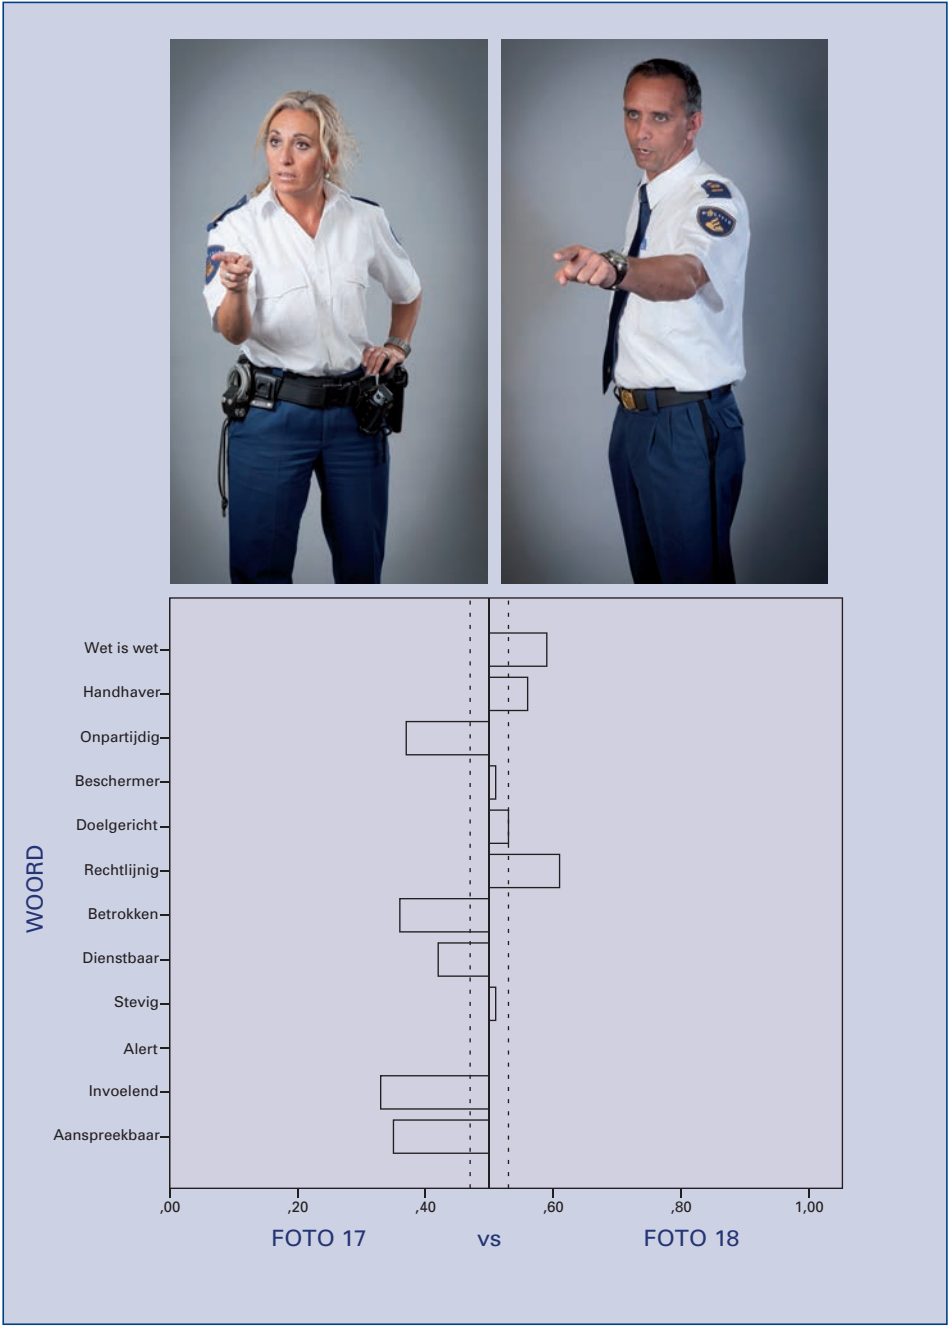 Wet is wet
Handhaver
Onpartijdig
Beschermer
Doelgericht
Rechtlijnig
Betrokken
Dienstbaar
Stevig
Alert
Invoelend
Aanspreekbaar
WOORD
,00 ,20 ,40 ,60 ,80 1,00
FOTO 17 vs FOTO 18